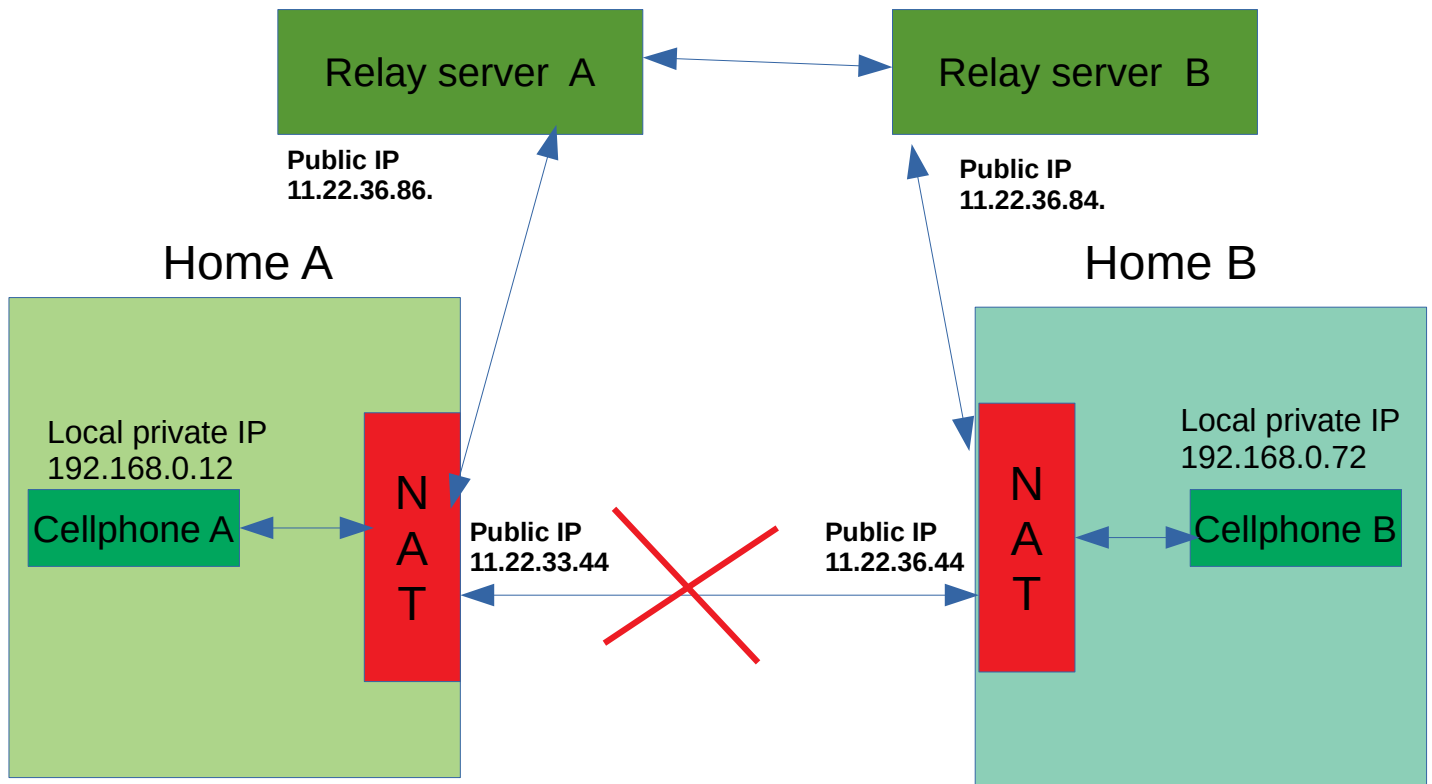 Relay server  A
Relay server  B
Public IP
11.22.36.86.
Public IP
11.22.36.84.
Home A
Home B
Local private IP
192.168.0.12
Cellphone A
N
A
T
Public IP
11.22.33.44
Public IP
11.22.36.44
N
A
T
Local private IP
192.168.0.72
Cellphone B